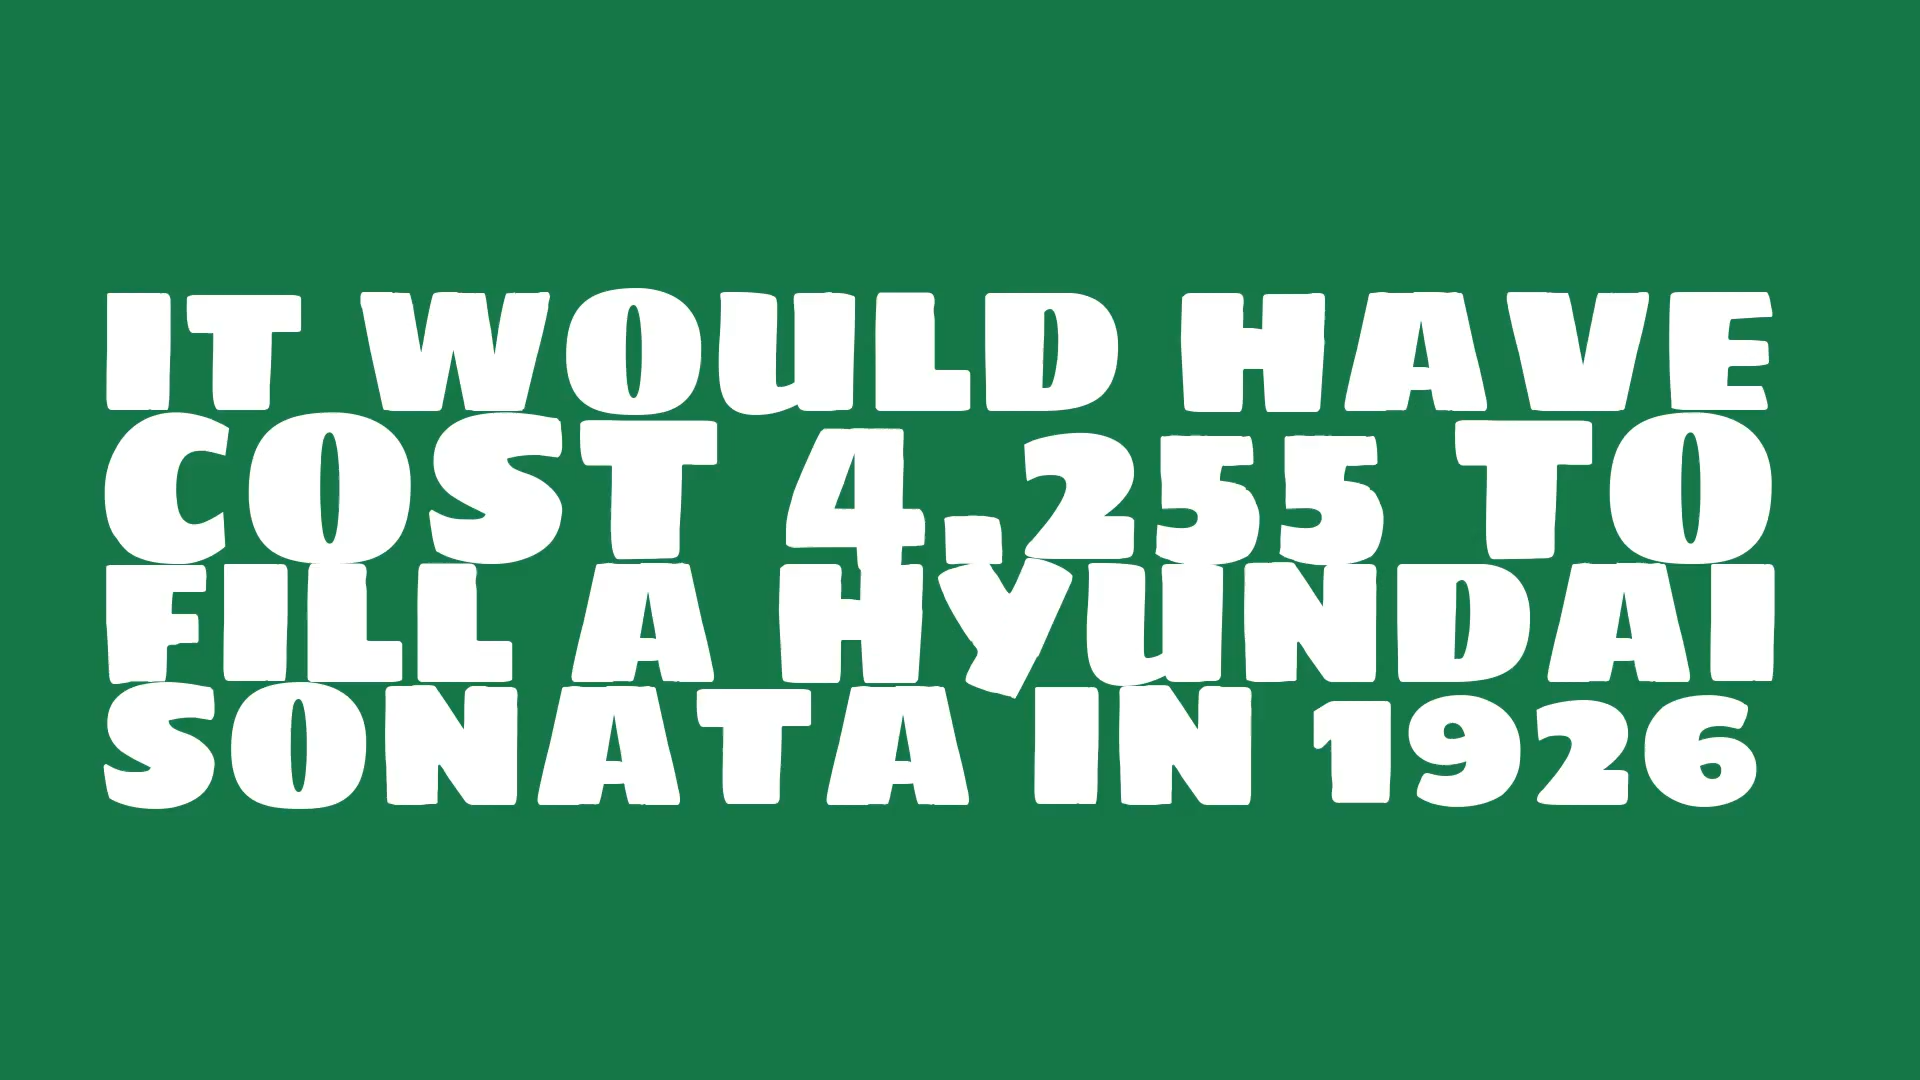 IT WOULD HAVE
COST 4.255 TO
FILL A HYUNDAI
SONATA IN 1926